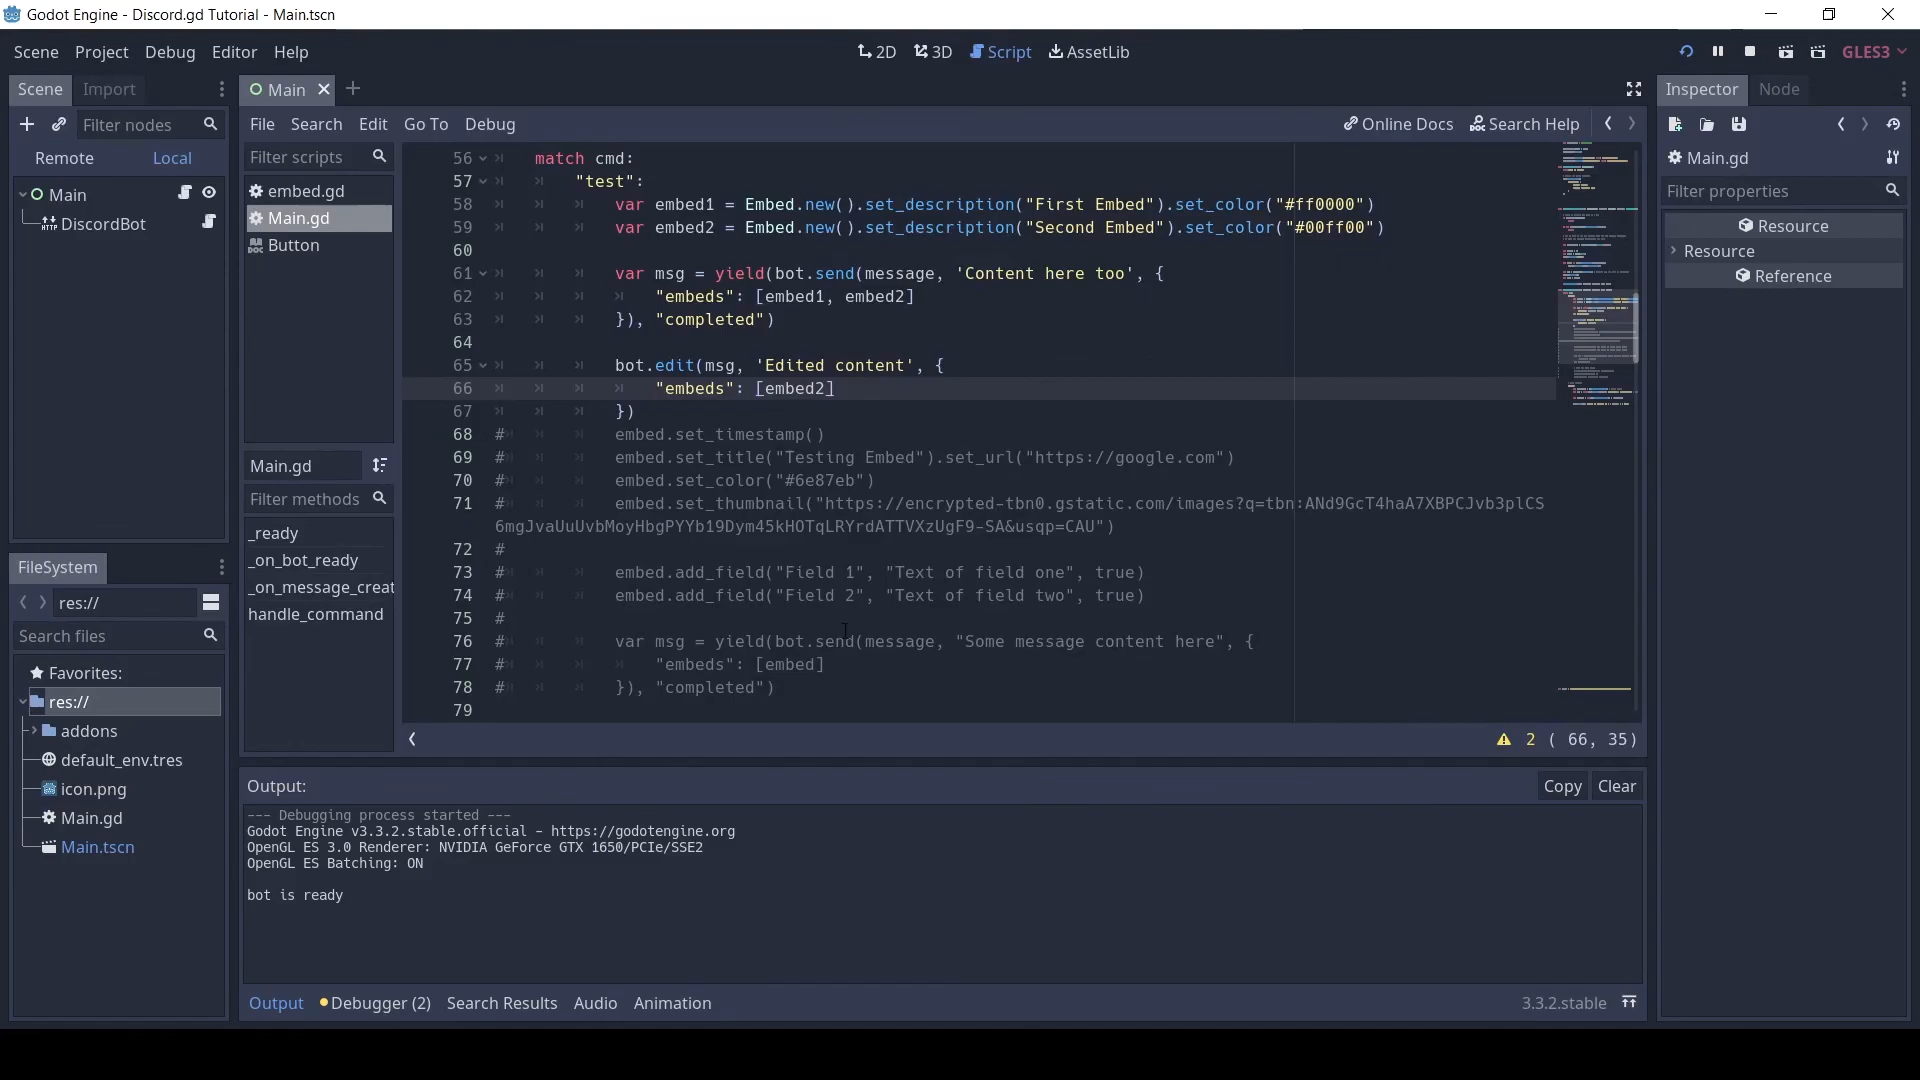 Godot Engine - Discord.gd Tutorial - Main.tscn
Scene Project Debug Editor Help
2D 3D Script AssetLib
GLES3
Scene Import
Filter nodes
Remote Local
Main
DiscordBot
FileSystem
res://
Search files
Favorites:
res://
addons
default_env.tres
icon.png
Main.gd
Main.tscn
Main
File Search Edit Go To Debug
Online Docs Search Help
Filter scripts
embed.gd
Main.gd
Button
Main.gd
Filter methods
_ready
_on_bot_ready
_on_message_creat
handle_command
56 match cmd:
57 "test":
58 var embed1 = Embed.new().set_description("First Embed").set_color("#ff0000")
59 var embed2 = Embed.new().set_description("Second Embed").set_color("#00ff00")
60
61 var msg = yield(bot.send(message, 'Content here too', {
62 "embeds": [embed1, embed2]
63 }), "completed")
64
65 bot.edit(msg, 'Edited content', {
66 "embeds": [embed2]
67 })
68 # embed.set_timestamp()
69 # embed.set_title("Testing Embed").set_url("https://google.com")
70 # embed.set_color("#6e87eb")
71 # embed.set_thumbnail("https://encrypted-tbn0.gstatic.com/images?q=tbn:ANd9GcT4haA7XBPCJvb3plCS
6mgJvaUuUvbMoyHbgPYYb19Dym45kHOTqLRYrdATTVXzUgF9-SA&usqp=CAU")
72 #
73 # embed.add_field("Field 1", "Text of field one", true)
74 # embed.add_field("Field 2", "Text of field two", true)
75 #
76 # var msg = yield(bot.send(message, "Some message content here", {
77 # "embeds": [embed]
78 # }), "completed")
79
2 ( 66, 35)
Output:
Copy Clear
--- Debugging process started ---
Godot Engine v3.3.2.stable.official - https://godotengine.org
OpenGL ES 3.0 Renderer: NVIDIA GeForce GTX 1650/PCIe/SSE2
OpenGL ES Batching: ON
bot is ready
Output Debugger (2) Search Results Audio Animation
3.3.2.stable
Inspector Node
Main.gd
Filter properties
Resource
Resource
Reference